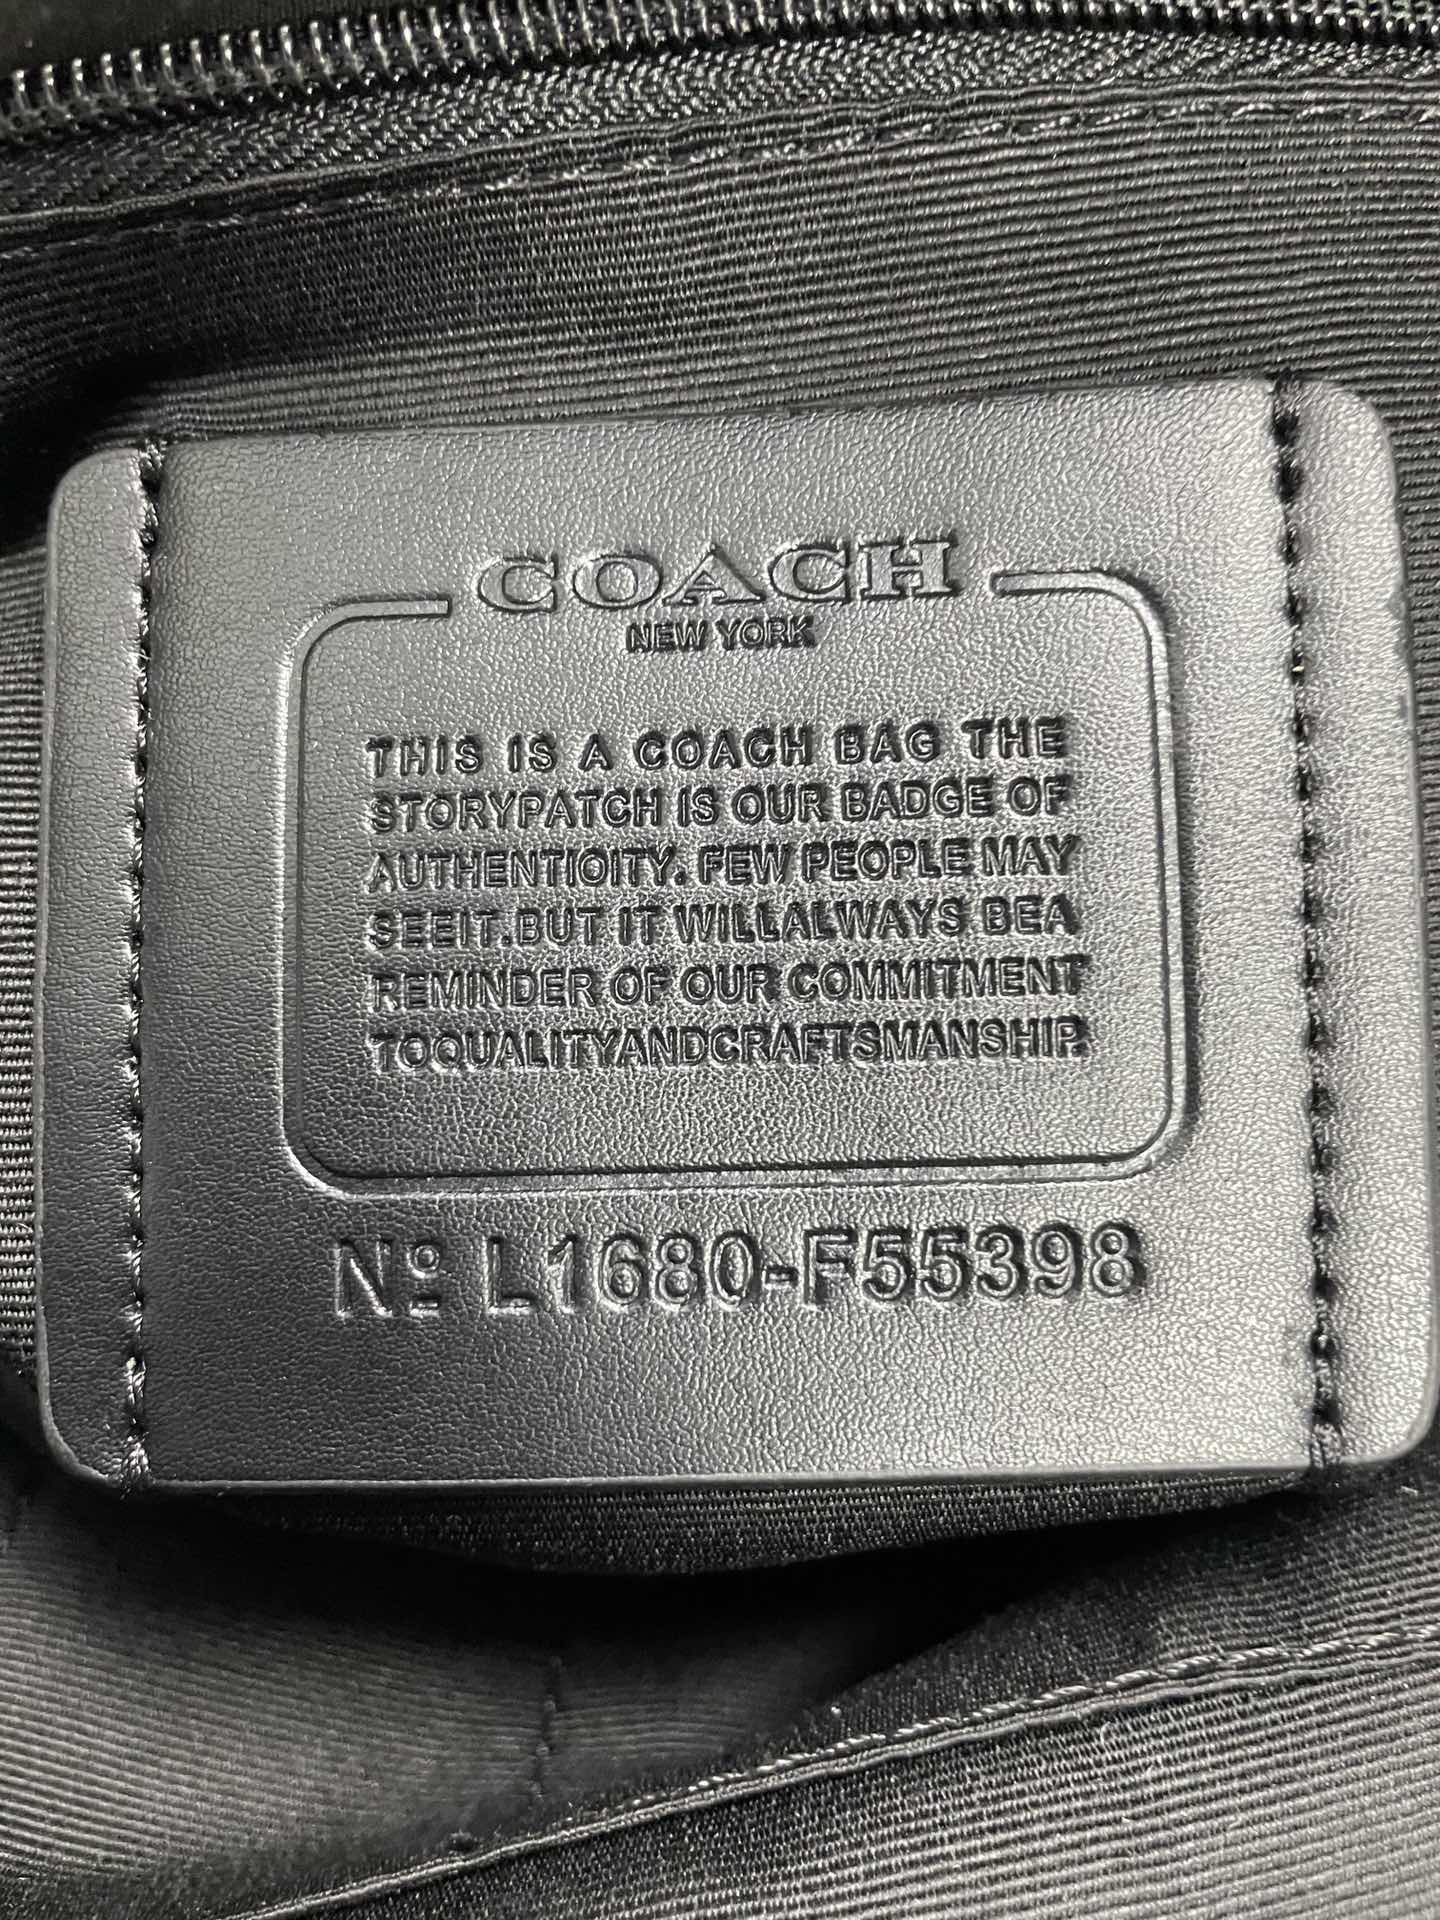 COACH
NEW YORK
THIS IS A COACH BAG THE
STORYPATCH IS OUR BADGE OF
AUTHENTIOITY. FEW PEOPLE MAY
SEEIT.BUT IT WILLALWAYS BEA
REMINDER OF OUR COMMITMENT
TOQUALITYANDCRAFTSMANSHIP.
Nº L1680-F55398